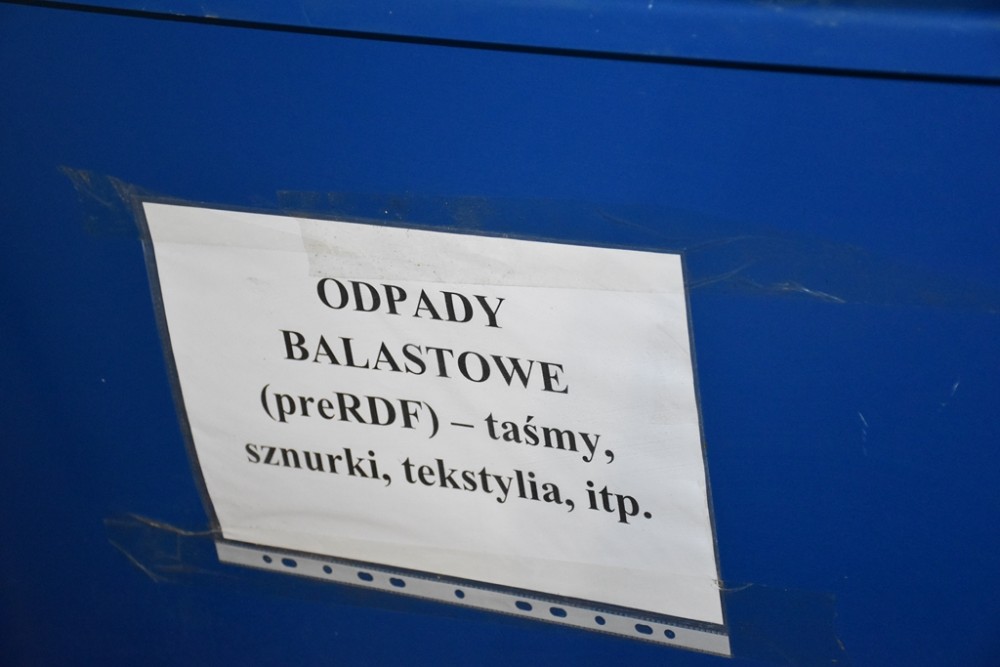 ODPADY
BALASTOWE
(preRDF) – taśmy,
sznurki, tekstylia, itp.